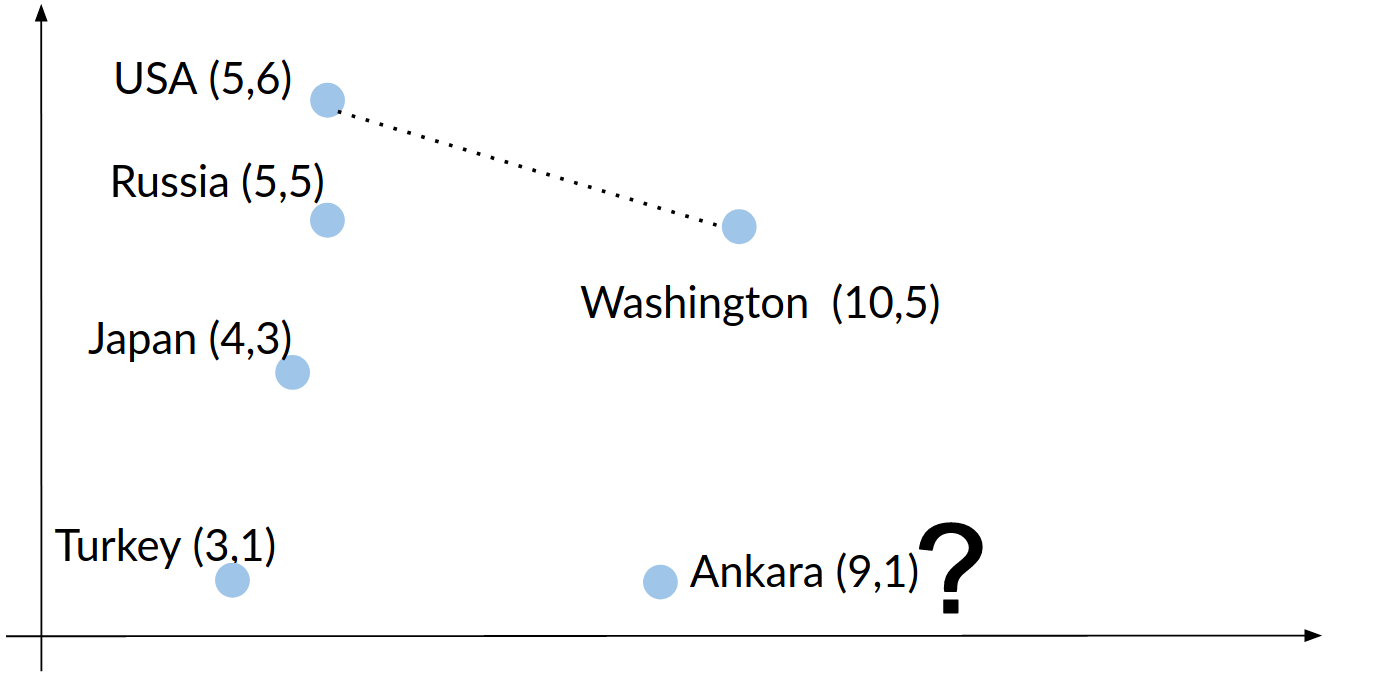 USA (5,6)
Russia (5,5)
Washington (10,5)
Japan (4,3)
Turkey (3,1)
Ankara (9,1)?